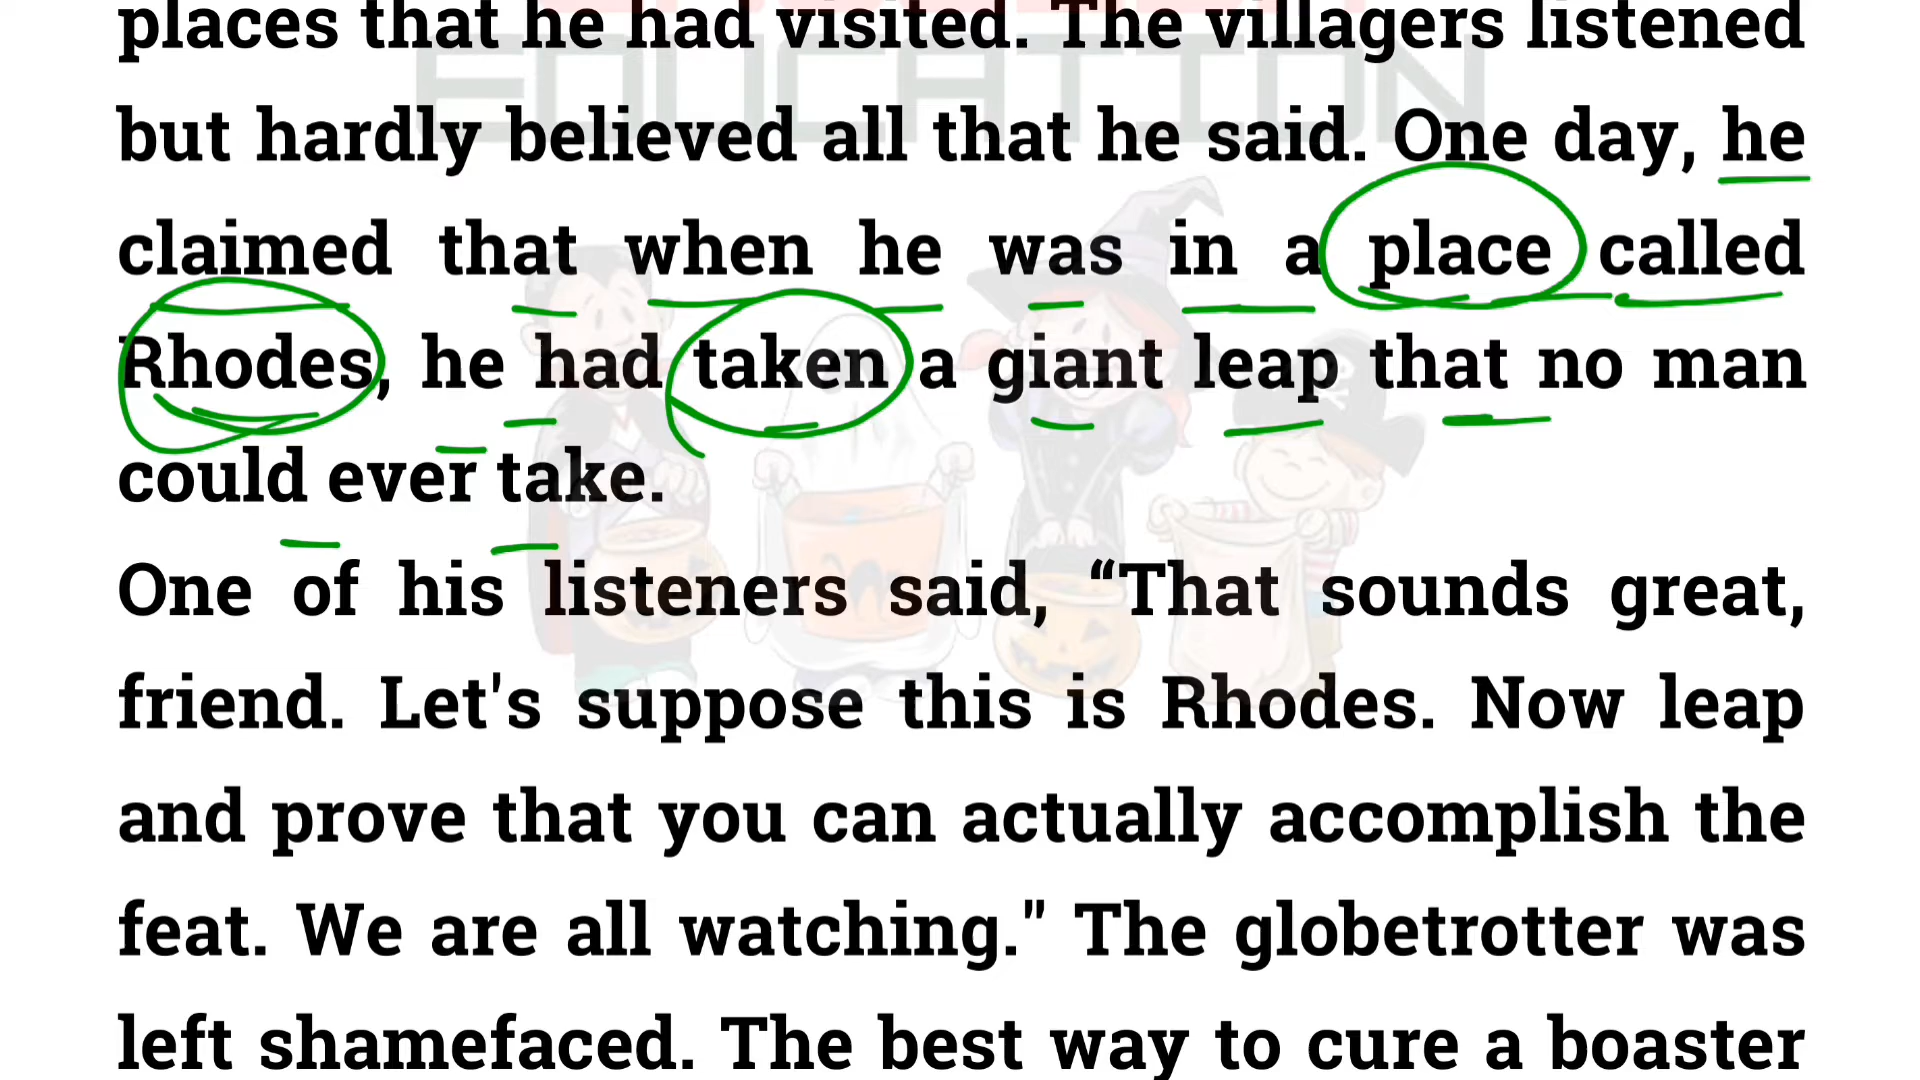 places that he had visited. The villagers listened
EDUCATION
but hardly believed all that he said. One day, he
claimed that when he was in a place called
Rhodes, he had taken a giant leap that no man
could ever take.
One of his listeners said, “That sounds great,
friend. Let's suppose this is Rhodes. Now leap
and prove that you can actually accomplish the
feat. We are all watching." The globetrotter was
left shamefaced. The best way to cure a boaster